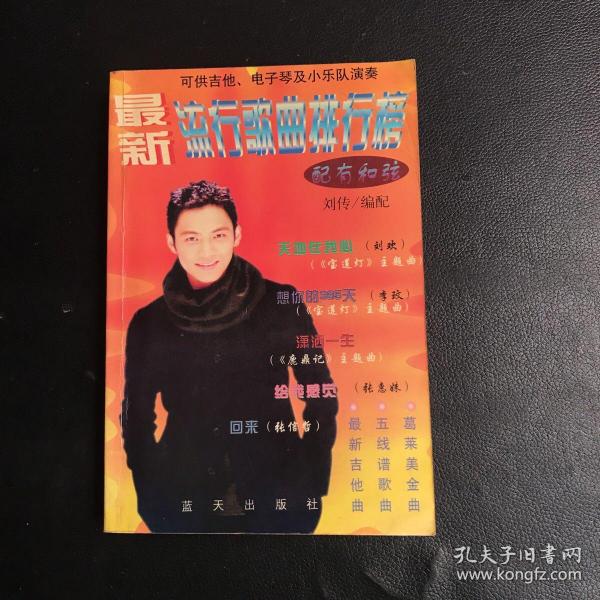 可供吉他、电子琴及小乐队演奏
最新
流行歌曲排行榜
配有和弦
刘传/编配
天地在我心（刘欢）
（《宝莲灯》主题曲）
想你的365天（李玟）
（《宝莲灯》主题曲）
潇洒一生
（《鹿鼎记》主题曲）
给我感觉（张惠妹）
回来（张信哲）
葛莱美金曲
五线谱歌曲
最新吉他曲
蓝天出版社
孔夫子旧书网
www.kongfz.com